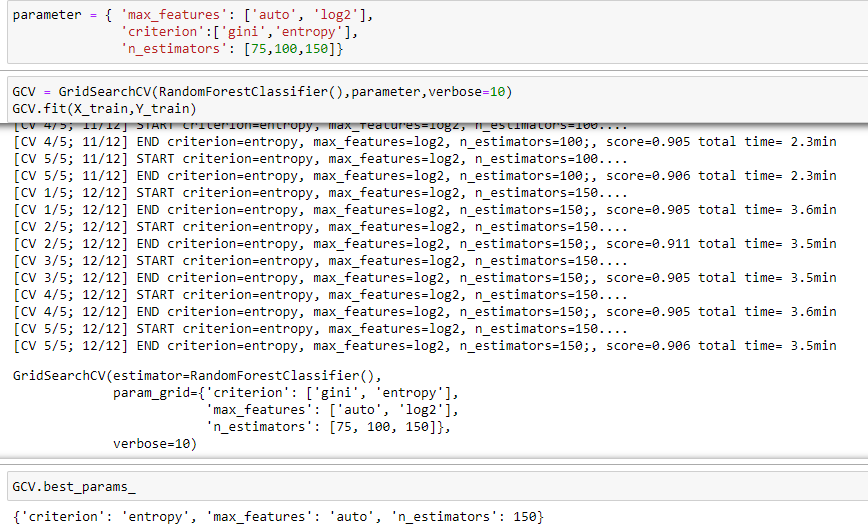 parameter = { 'max_features': ['auto', 'log2'],
'criterion':['gini','entropy'],
'n_estimators': [75,100,150]}
GCV = GridSearchCV(RandomForestClassifier(),parameter,verbose=10)
GCV.fit(X_train,Y_train)
[CV 4/5; 11/12] START criterion=entropy, max_features=log2, n_estimators=100....
[CV 4/5; 11/12] END criterion=entropy, max_features=log2, n_estimators=100;, score=0.905 total time= 2.3min
[CV 5/5; 11/12] START criterion=entropy, max_features=log2, n_estimators=100....
[CV 5/5; 11/12] END criterion=entropy, max_features=log2, n_estimators=100;, score=0.906 total time= 2.3min
[CV 1/5; 12/12] START criterion=entropy, max_features=log2, n_estimators=150....
[CV 1/5; 12/12] END criterion=entropy, max_features=log2, n_estimators=150;, score=0.905 total time= 3.6min
[CV 2/5; 12/12] START criterion=entropy, max_features=log2, n_estimators=150....
[CV 2/5; 12/12] END criterion=entropy, max_features=log2, n_estimators=150;, score=0.911 total time= 3.5min
[CV 3/5; 12/12] START criterion=entropy, max_features=log2, n_estimators=150....
[CV 3/5; 12/12] END criterion=entropy, max_features=log2, n_estimators=150;, score=0.905 total time= 3.5min
[CV 4/5; 12/12] START criterion=entropy, max_features=log2, n_estimators=150....
[CV 4/5; 12/12] END criterion=entropy, max_features=log2, n_estimators=150;, score=0.905 total time= 3.6min
[CV 5/5; 12/12] START criterion=entropy, max_features=log2, n_estimators=150....
[CV 5/5; 12/12] END criterion=entropy, max_features=log2, n_estimators=150;, score=0.906 total time= 3.5min
GridSearchCV(estimator=RandomForestClassifier(),
param_grid={'criterion': ['gini', 'entropy'],
'max_features': ['auto', 'log2'],
'n_estimators': [75, 100, 150]},
verbose=10)
GCV.best_params_
{'criterion': 'entropy', 'max_features': 'auto', 'n_estimators': 150}